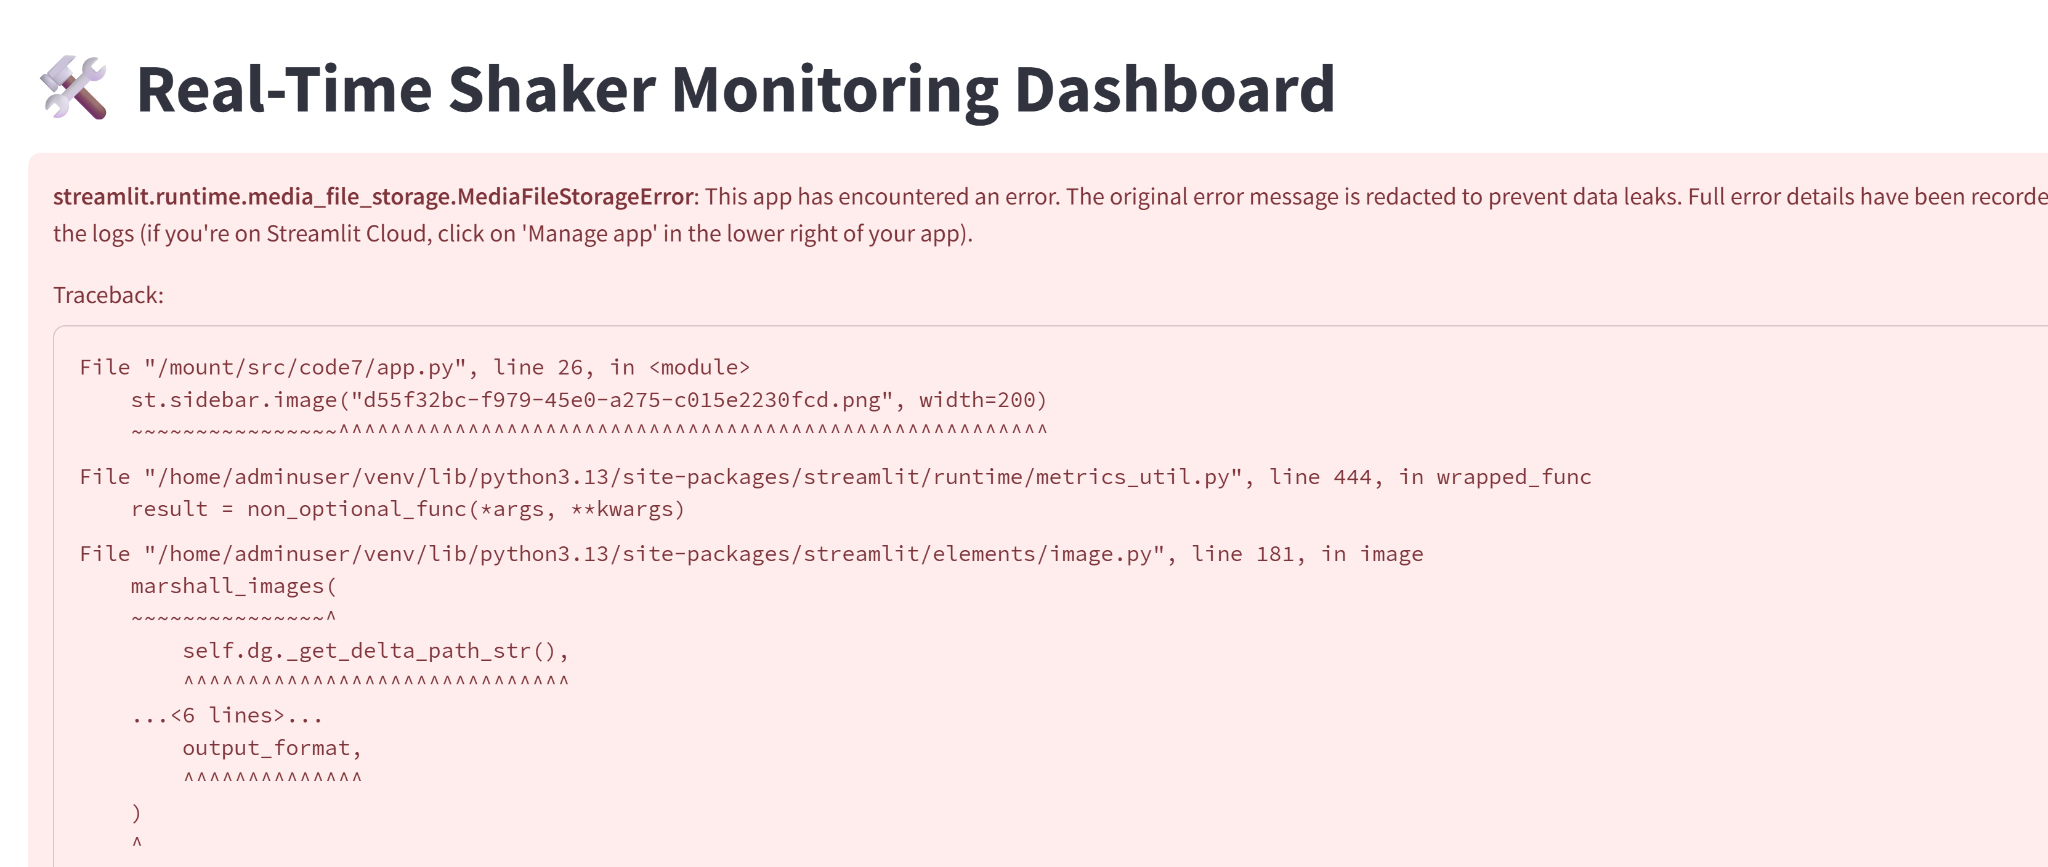 Real-Time Shaker Monitoring Dashboard
streamlit.runtime.media_file_storage.MediaFileStorageError: This app has encountered an error. The original error message is redacted to prevent data leaks. Full error details have been
the logs (if you're on Streamlit Cloud, click on 'Manage app' in the lower right of your app).
Traceback:
File "/mount/src/code7/app.py", line 26, in <module>
    st.sidebar.image("d55f32bc-f979-45e0-a275-c015e2230fcd.png", width=200)
    ~~~~~~~~~~~~~~~~^^^^^^^^^^^^^^^^^^^^^^^^^^^^^^^^^^^^^^^^^^^^^^^^^^^^^^^
File "/home/adminuser/venv/lib/python3.13/site-packages/streamlit/runtime/metrics_util.py", line 444, in wrapped_func
    result = non_optional_func(*args, **kwargs)
File "/home/adminuser/venv/lib/python3.13/site-packages/streamlit/elements/image.py", line 181, in image
    marshall_images(
    ~~~~~~~~~~~~~~~^
        self.dg._get_delta_path_str(),
        ^^^^^^^^^^^^^^^^^^^^^^^^^^^^^^
    ...<6 lines>...
        output_format,
        ^^^^^^^^^^^^^^
    )
    ^